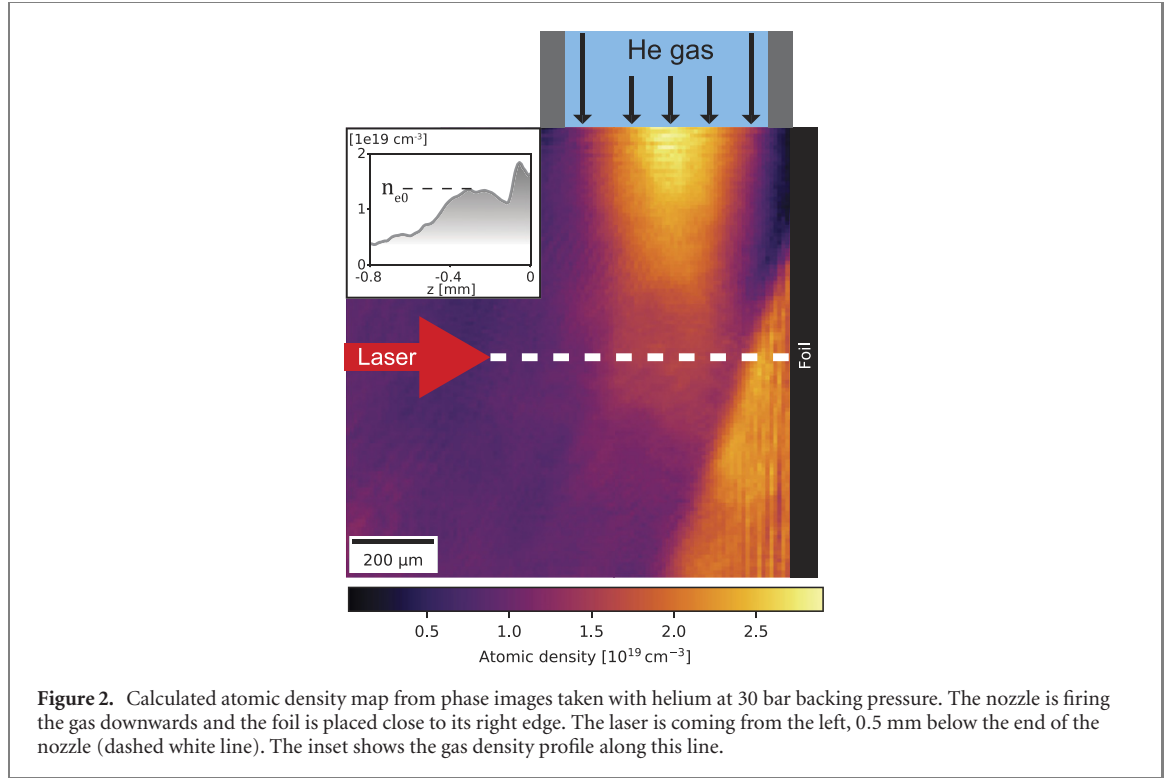 He gas
[1e19 cm-3]
2
n e0
1
0
-0.8
-0.4
0
z [mm]
Laser
Foil
200 μm
0.5
1.0
1.5
2.0
2.5
Atomic density [10^19 cm^−3]
Figure 2. Calculated atomic density map from phase images taken with helium at 30 bar backing pressure. The nozzle is firing
the gas downwards and the foil is placed close to its right edge. The laser is coming from the left, 0.5 mm below the end of the
nozzle (dashed white line). The inset shows the gas density profile along this line.